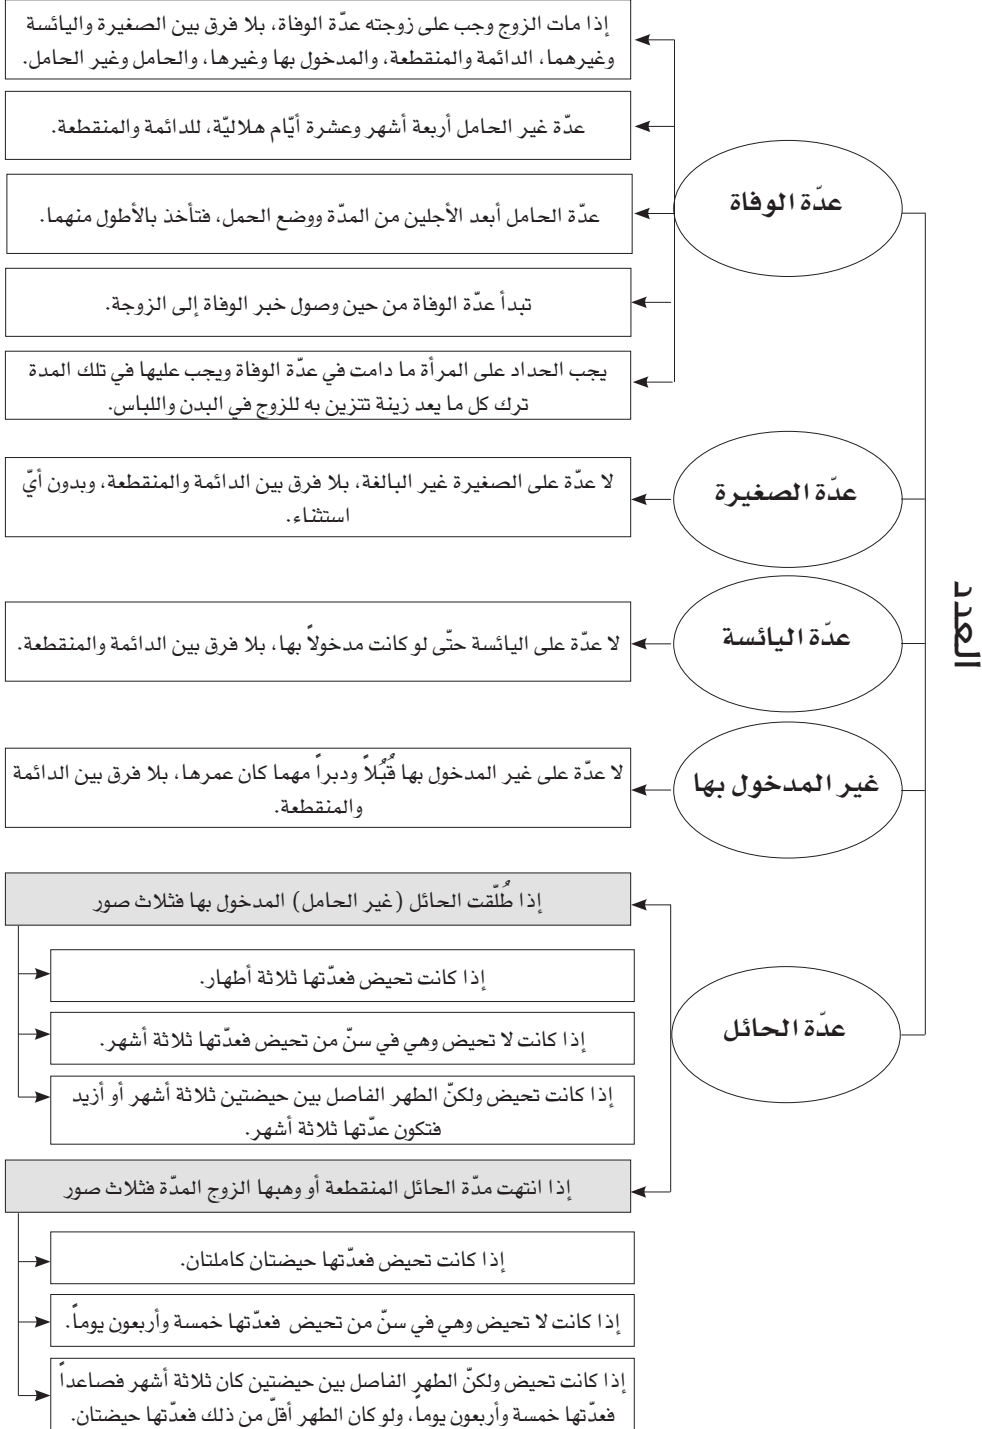 العدد
عدّة الوفاة
إذا مات الزوج وجب على زوجته عدّة الوفاة، بلا فرق بين الصغيرة واليائسة
وغيرهما، الدائمة والمنقطعة، والمدخول بها وغيرها، والحامل وغير الحامل.
عدّة غير الحامل أربعة أشهر وعشرة أيّام هلاليّة، للدائمة والمنقطعة.
عدّة الحامل أبعد الأجلين من المدّة ووضع الحمل، فتأخذ بالأطول منهما.
تبدأ عدّة الوفاة من حين وصول خبر الوفاة إلى الزوجة.
يجب الحداد على المرأة ما دامت في عدّة الوفاة ويجب عليها في تلك المدة
ترك كل ما يعد زينة تتزين به للزوج في البدن واللباس.
عدّة الصغيرة
لا عدّة على الصغيرة غير البالغة، بلا فرق بين الدائمة والمنقطعة، وبدون أيّ
استثناء.
عدّة اليائسة
لا عدّة على اليائسة حتّى لو كانت مدخولاً بها، بلا فرق بين الدائمة والمنقطعة.
غير المدخول بها
لا عدّة على غير المدخول بها قُبُلاً ودبراً مهما كان عمرها، بلا فرق بين الدائمة
والمنقطعة.
عدّة الحائل
إذا طُلّقت الحائل (غير الحامل) المدخول بها فثلاث صور
إذا كانت تحيض فعدّتها ثلاثة أطهار.
إذا كانت لا تحيض وهي في سنّ من تحيض فعدّتها ثلاثة أشهر.
إذا كانت تحيض ولكنّ الطهر الفاصل بين حيضتين ثلاثة أشهر أو أزيد
فتكون عدّتها ثلاثة أشهر.
إذا انتهت مدّة الحائل المنقطعة أو وهبها الزوج المدّة فثلاث صور
إذا كانت تحيض فعدّتها حيضتان كاملتان.
إذا كانت لا تحيض وهي في سنّ من تحيض فعدّتها خمسة وأربعون يوماً.
إذا كانت تحيض ولكنّ الطهر الفاصل بين حيضتين كان ثلاثة أشهر فصاعداً
فعدّتها خمسة وأربعون يوماً، ولو كان الطهر أقلّ من ذلك فعدّتها حيضتان.